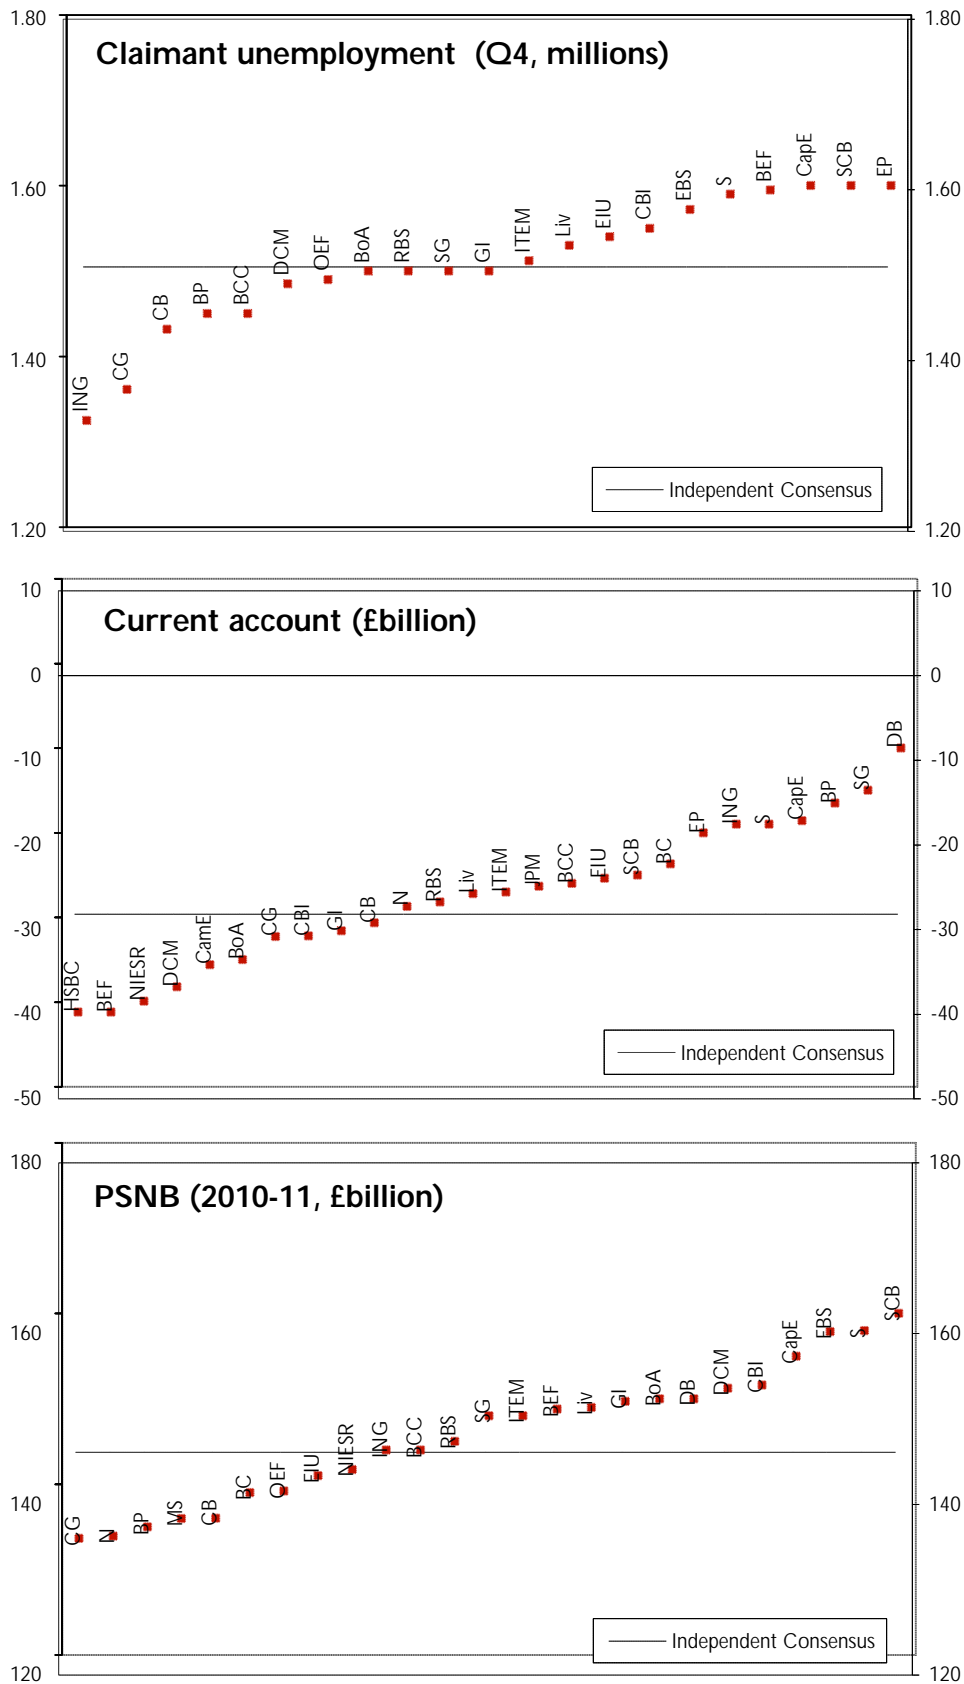 Claimant unemployment (Q4, millions)
1.80 1.80
1.60 1.60
1.40 1.40
1.20 1.20
ING CG CB BP BCC DCM OEF BoA RBS SG GI ITEM Liv EIU CBI EBS S BEF CapE SCB EP
Independent Consensus
Current account (£billion)
10 10
0 0
-10 -10
-20 -20
-30 -30
-40 -40
-50 -50
HSBC BEF NIESR DCM CamE BoA CG CBI GI CB N RBS Liv ITEM JPM BCC EIU SCB BC EP ING S CapE BP SG DB
Independent Consensus
PSNB (2010-11, £billion)
180 180
160 160
140 140
120 120
CG N BP MS CB BC OEF EIU NIESR ING BCC RBS SG ITEM BEF Liv GI BoA DB DCM CBI CapE EBS S SCB
Independent Consensus